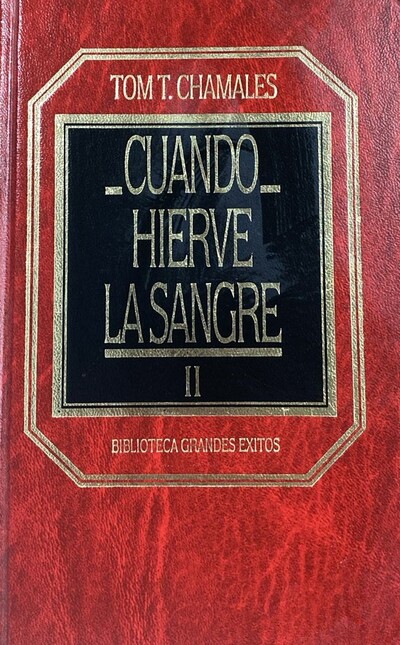 TOM T. CHAMALES
CUANDO
HIERVE
LA SANGRE
II
BIBLIOTECA GRANDES EXITOS